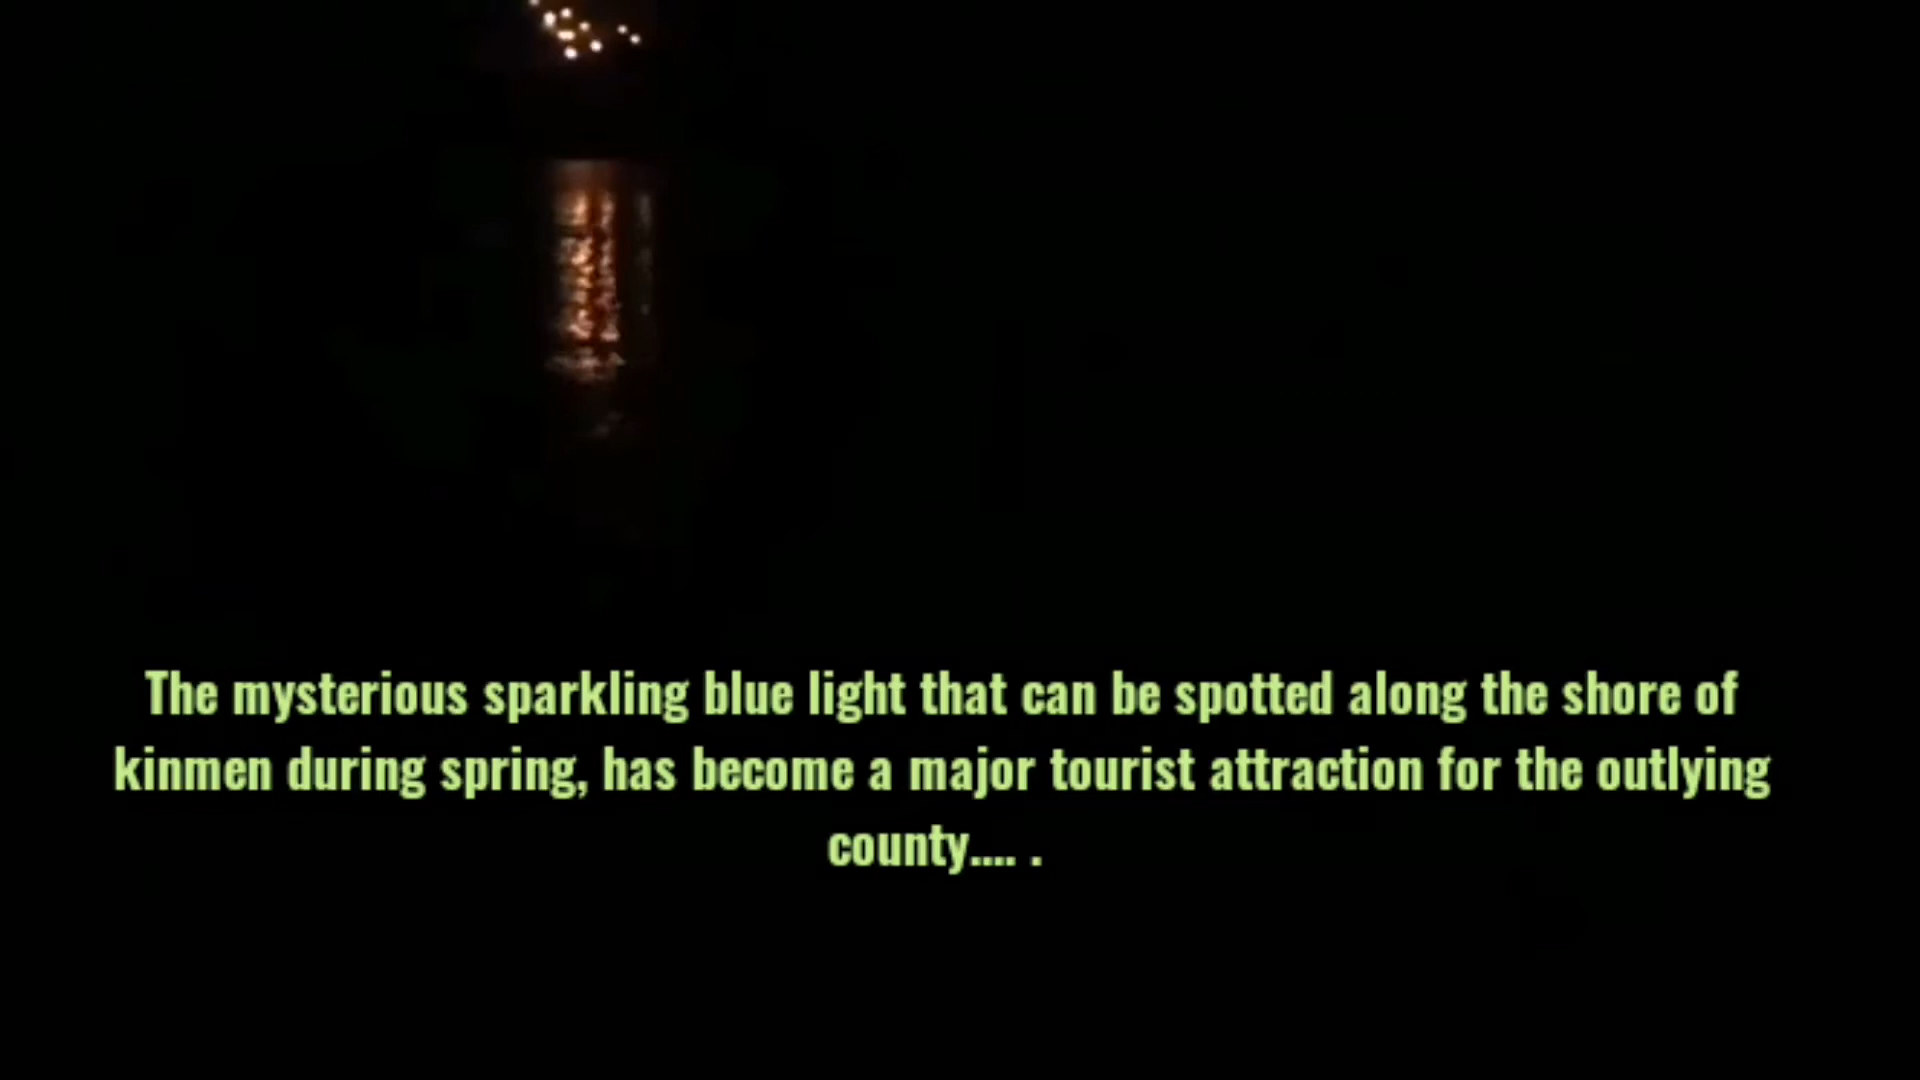 The mysterious sparkling blue light that can be spotted along the shore of
kinmen during spring, has become a major tourist attraction for the outlying
county.... .